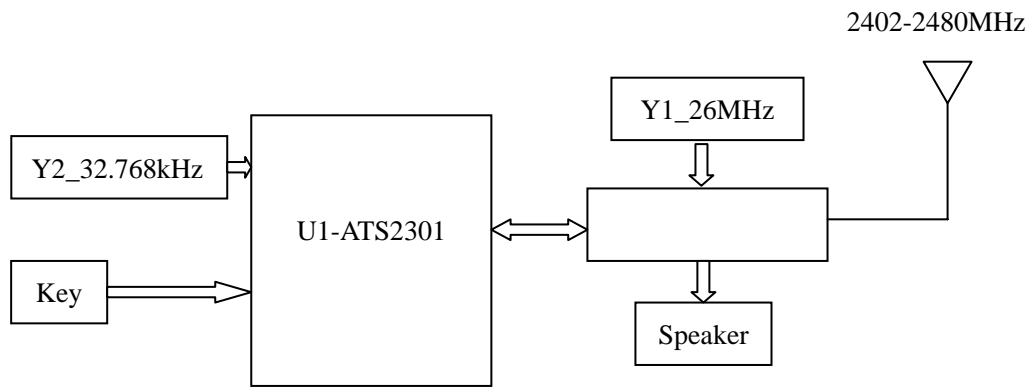 2402-2480MHz
Y1_26MHz
Y2_32.768kHz
U1-ATS2301
Key
Speaker